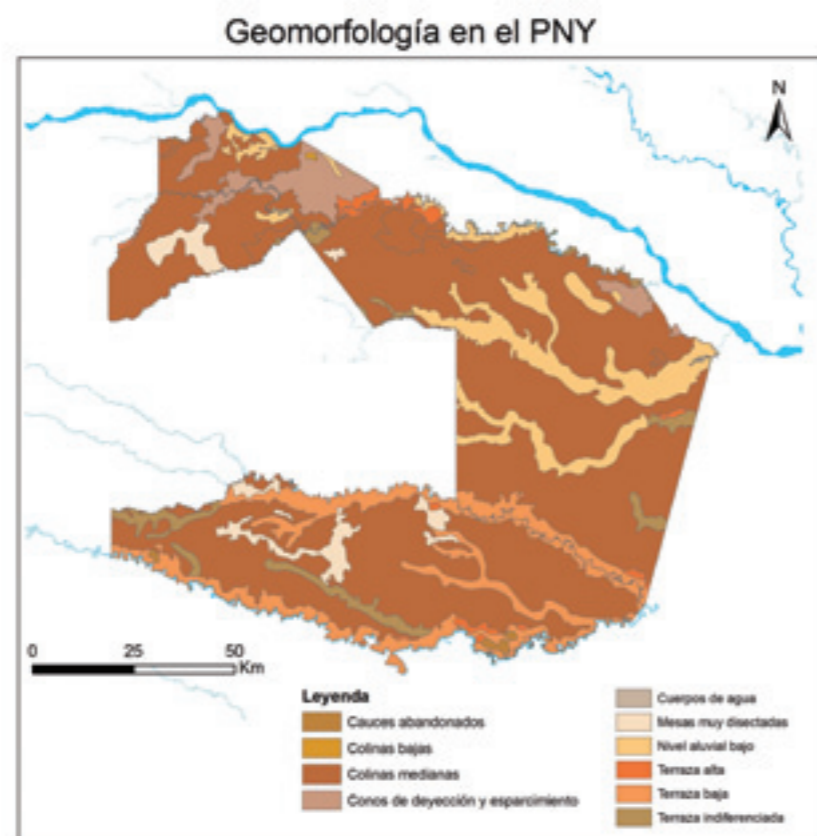 Geomorfología en el PNY
N
0 25 50
Km
Leyenda
Cauces abandonados
Colinas bajas
Colinas medianas
Conos de deyección y esparcimiento
Cuerpos de agua
Mesas muy disectadas
Nivel aluvial bajo
Terraza alta
Terraza baja
Terraza indiferenciada